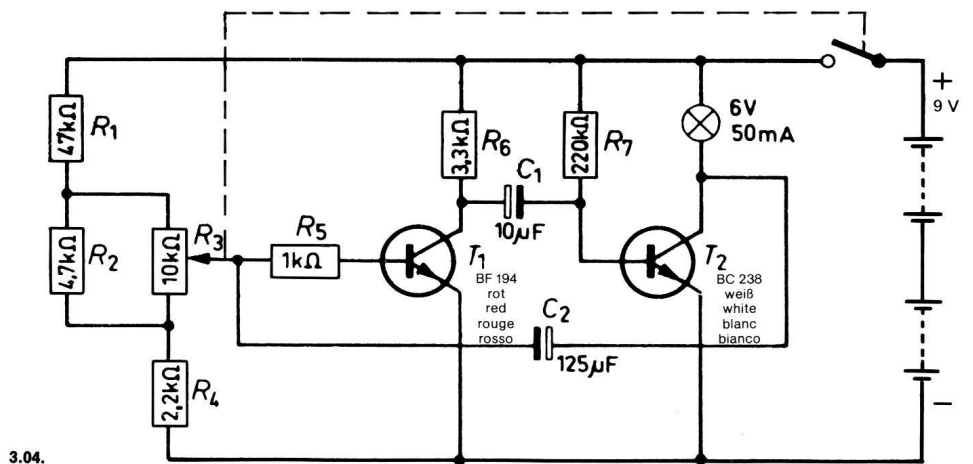 +
9 V
47kΩ
R1
3,3kΩ
R6
220kΩ
R7
6V
50mA
C1
10µF
4,7kΩ
R2
10kΩ
R3
R5
1kΩ
T1
BF 194
rot
red
rouge
rosso
T2
BC 238
weiß
white
blanc
bianco
C2
125µF
2,2kΩ
R4
−
3.04.